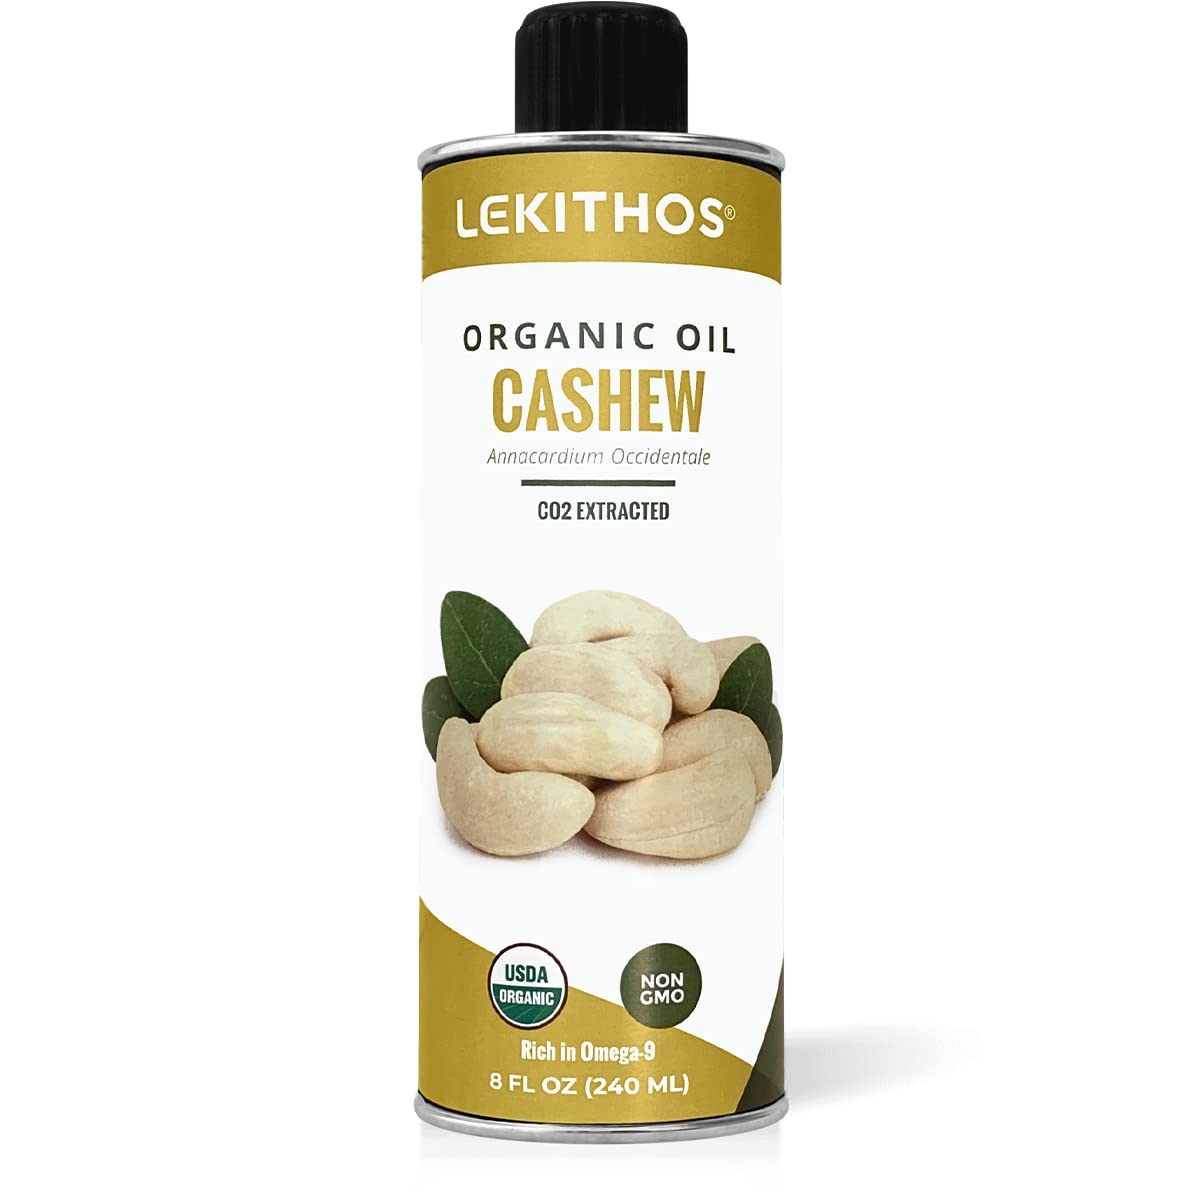 LEKITHOS®
ORGANIC OIL
CASHEW
Annacardium Occidentale
CO2 EXTRACTED
USDA
ORGANIC
NON
GMO
Rich in Omega-9
8 FL OZ (240 ML)